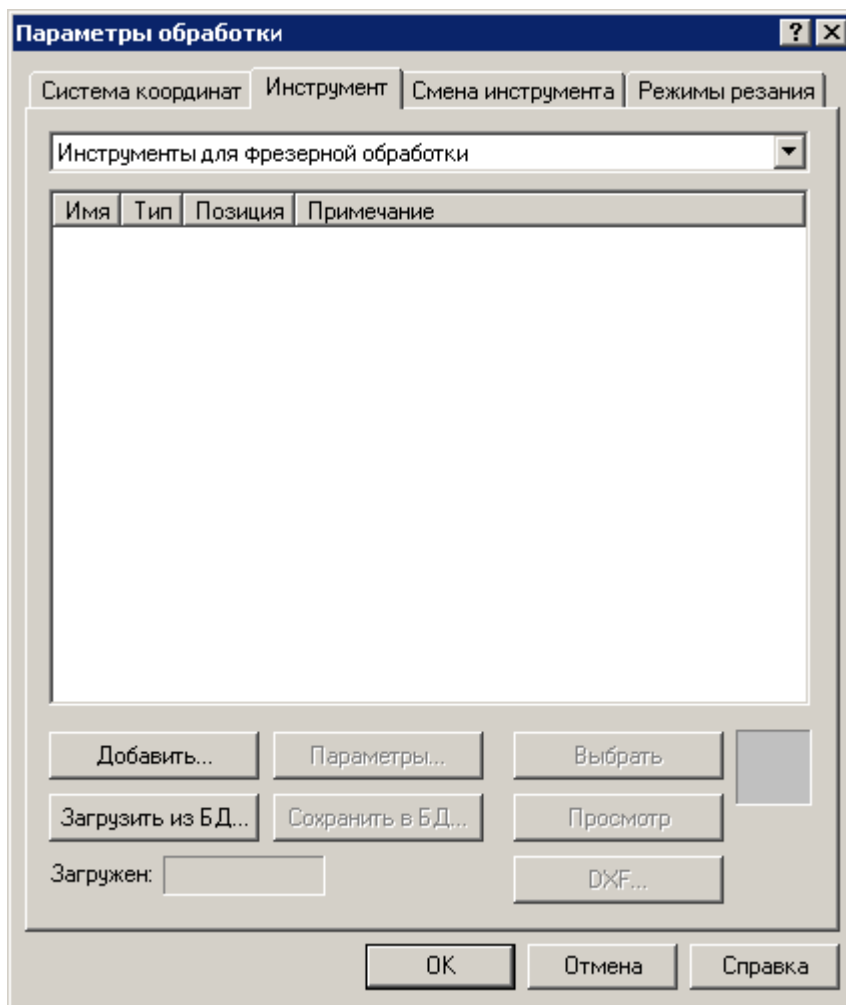 Параметры обработки
Система координат Инструмент Смена инструмента Режимы резания
Инструменты для фрезерной обработки
Имя Тип Позиция Примечание
Добавить... Параметры... Выбрать
Загрузить из БД... Сохранить в БД... Просмотр
Загружен: DXF...
OK Отмена Справка